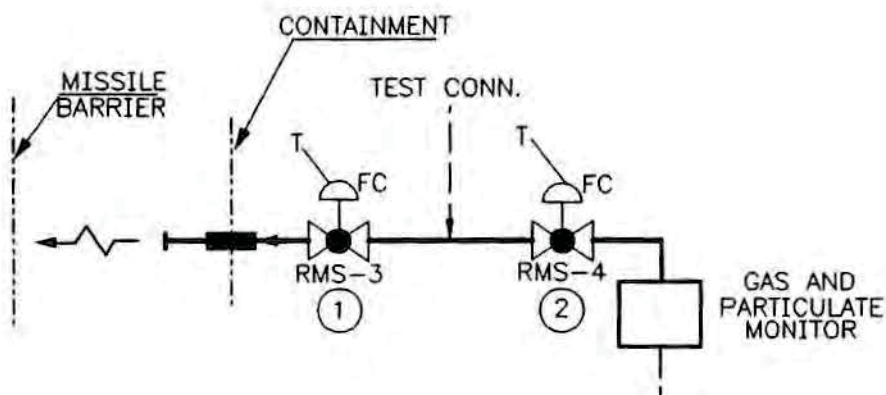 CONTAINMENT
MISSILE
BARRIER
TEST CONN.
T
FC
T
FC
RMS-3
RMS-4
1
2
GAS AND
PARTICULATE
MONITOR